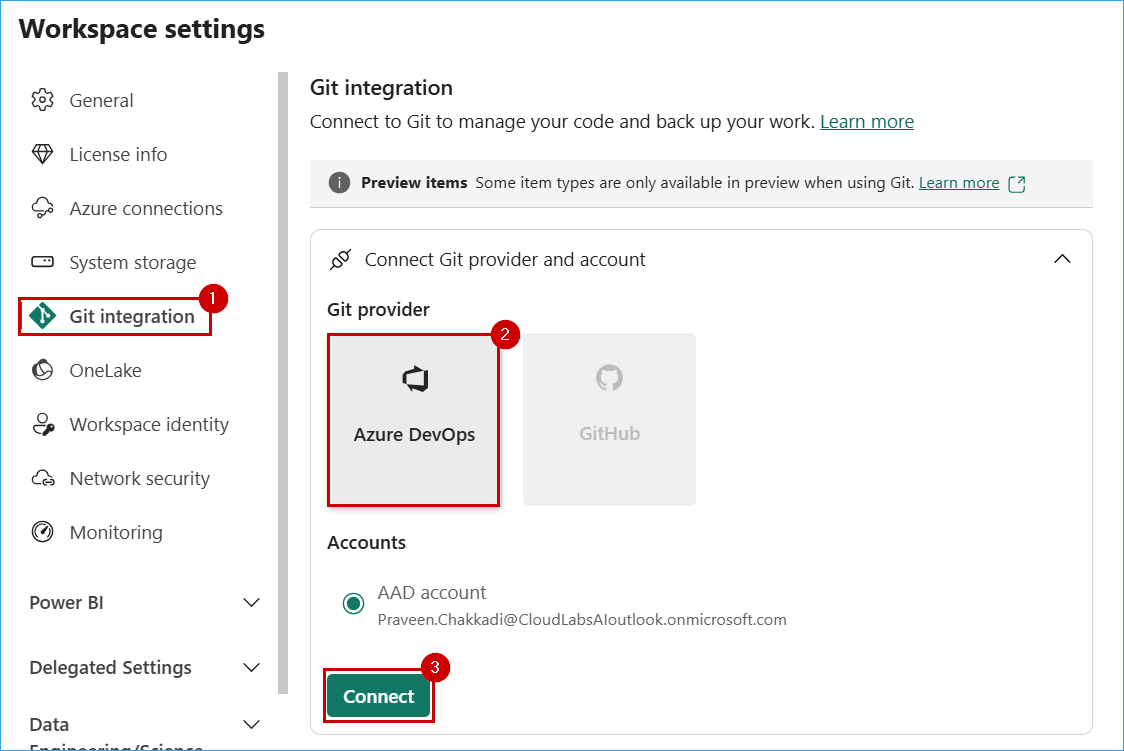 Workspace settings
General
License info
Azure connections
System storage
1
Git integration
OneLake
Workspace identity
Network security
Monitoring
Power BI
Delegated Settings
Data
Engineering/Science
Git integration
Connect to Git to manage your code and back up your work. Learn more
Preview items Some item types are only available in preview when using Git. Learn more
Connect Git provider and account
Git provider
2
Azure DevOps
GitHub
Accounts
AAD account
Praveen.Chakkadi@CloudLabsAIoutlook.onmicrosoft.com
3
Connect